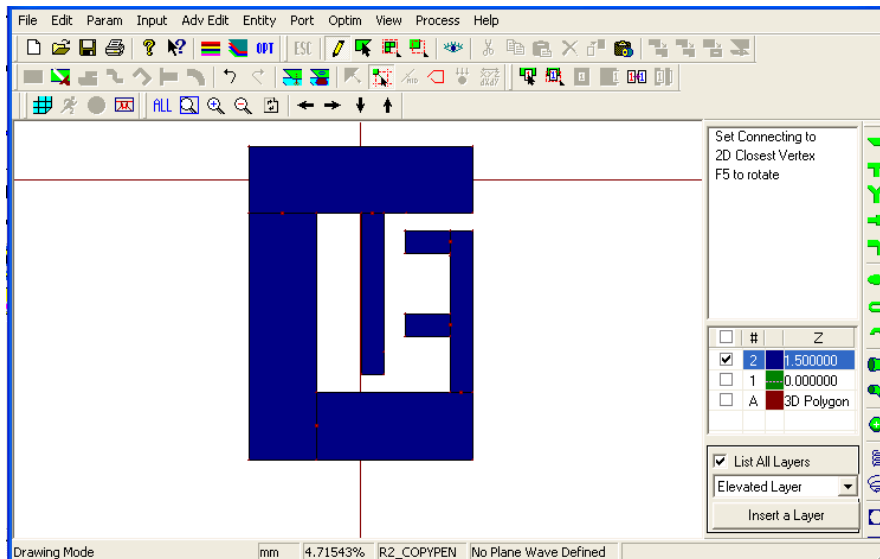 File Edit Param Input Adv Edit Entity Port Optim View Process Help
OPT ESC
MID dxdy
ALL
Set Connecting to
2D Closest Vertex
F5 to rotate
# Z
2 1.500000
1 0.000000
A 3D Polygon
List All Layers
Elevated Layer
Insert a Layer
Drawing Mode mm 4.71543% R2_COPYPEN No Plane Wave Defined